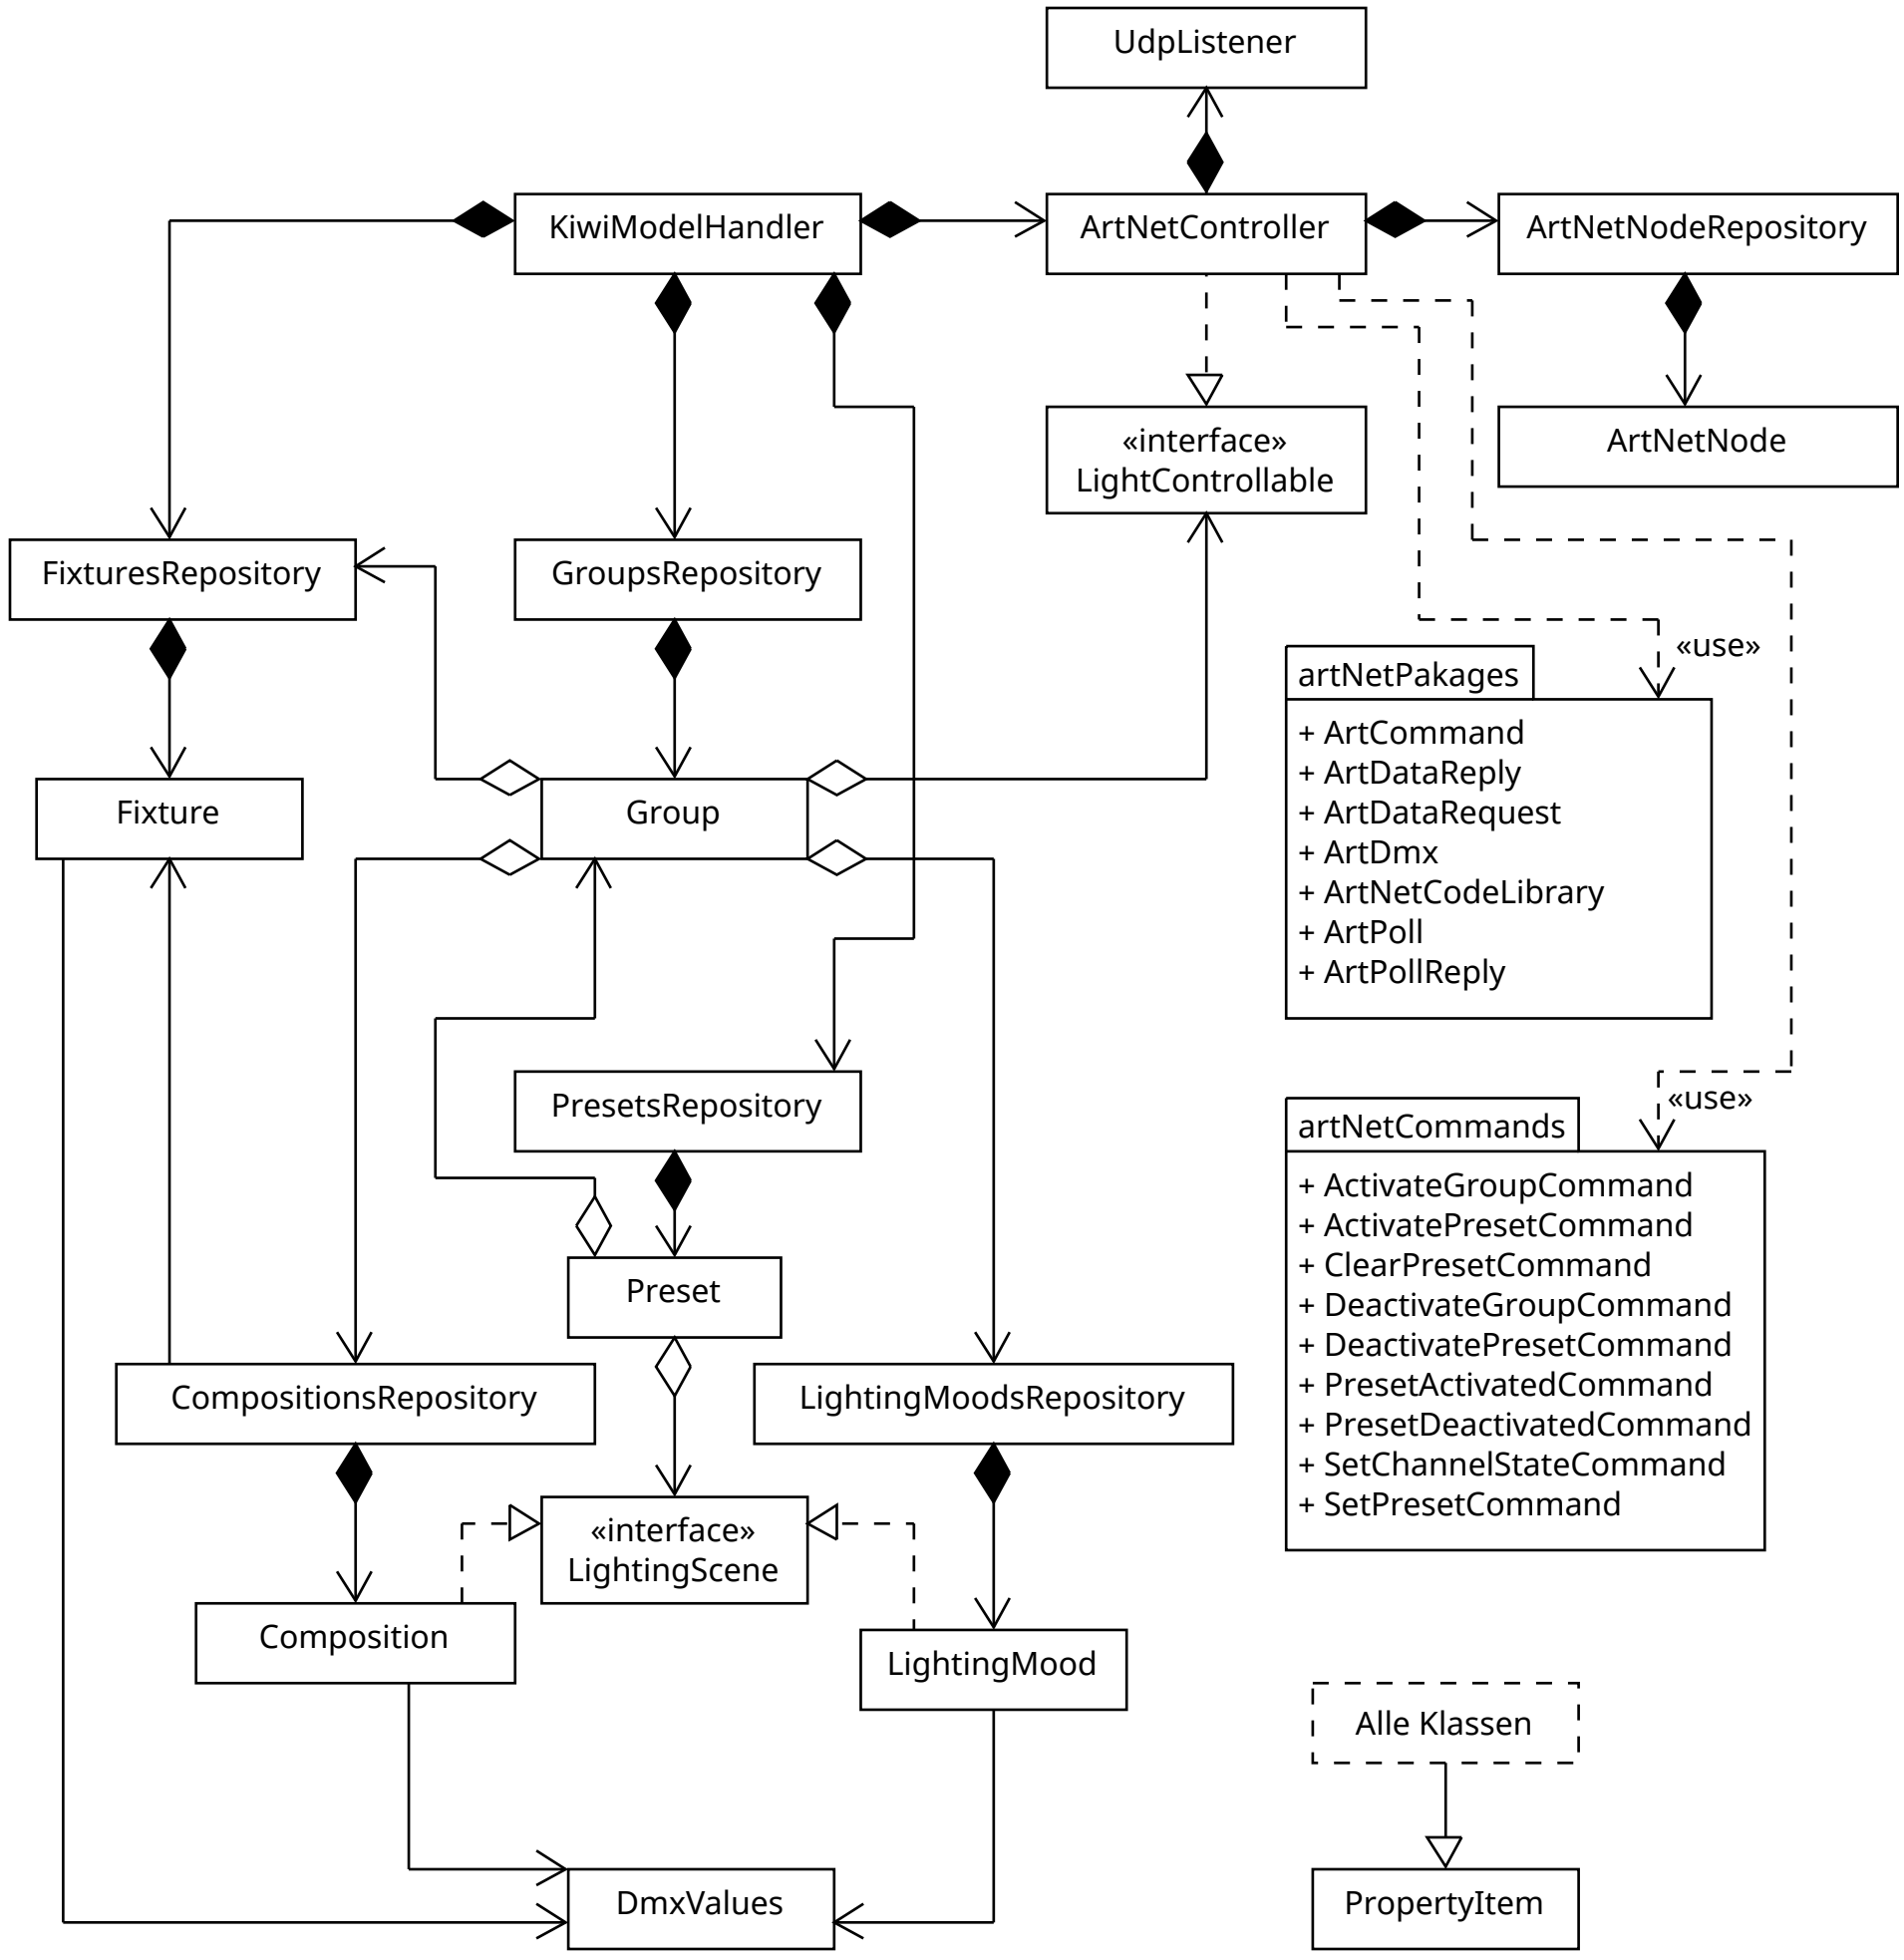 UdpListener
KiwiModelHandler
ArtNetController
ArtNetNodeRepository
«interface»
LightControllable
ArtNetNode
FixturesRepository
GroupsRepository
«use»
artNetPakages
+ ArtCommand
+ ArtDataReply
+ ArtDataRequest
+ ArtDmx
+ ArtNetCodeLibrary
+ ArtPoll
+ ArtPollReply
Fixture
Group
PresetsRepository
«use»
artNetCommands
+ ActivateGroupCommand
+ ActivatePresetCommand
+ ClearPresetCommand
+ DeactivateGroupCommand
+ DeactivatePresetCommand
+ PresetActivatedCommand
+ PresetDeactivatedCommand
+ SetChannelStateCommand
+ SetPresetCommand
Preset
CompositionsRepository
LightingMoodsRepository
«interface»
LightingScene
Composition
LightingMood
Alle Klassen
DmxValues
PropertyItem